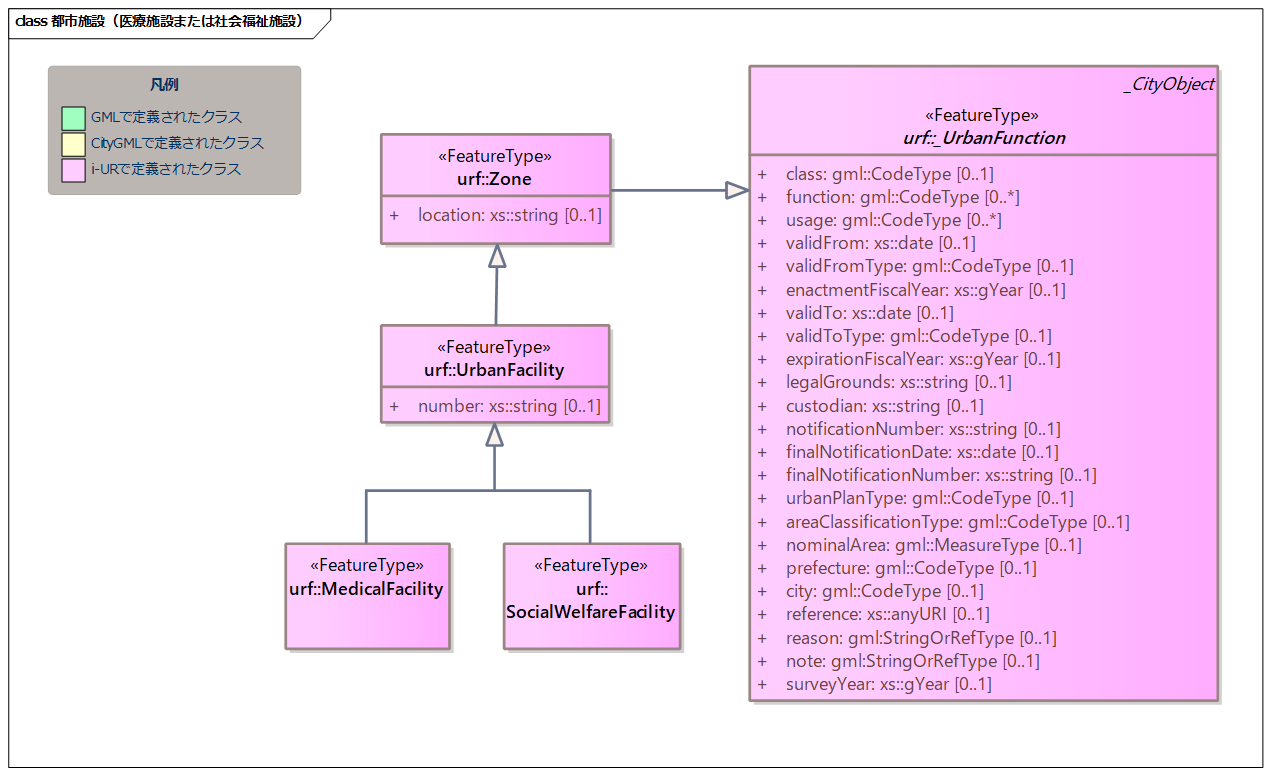 class 都市施設（医療施設または社会福祉施設）
凡例
GMLで定義されたクラス
CityGMLで定義されたクラス
i-URで定義されたクラス
«FeatureType»
urf::Zone
+ location: xs::string [0..1]
«FeatureType»
urf::UrbanFacility
+ number: xs::string [0..1]
«FeatureType»
urf::MedicalFacility
«FeatureType»
urf::
SocialWelfareFacility
_CityObject
«FeatureType»
urf::_UrbanFunction
+ class: gml::CodeType [0..1]
+ function: gml::CodeType [0..*]
+ usage: gml::CodeType [0..*]
+ validFrom: xs::date [0..1]
+ validFromType: gml::CodeType [0..1]
+ enactmentFiscalYear: xs::gYear [0..1]
+ validTo: xs::date [0..1]
+ validToType: gml::CodeType [0..1]
+ expirationFiscalYear: xs::gYear [0..1]
+ legalGrounds: xs::string [0..1]
+ custodian: xs::string [0..1]
+ notificationNumber: xs::string [0..1]
+ finalNotificationDate: xs::date [0..1]
+ finalNotificationNumber: xs::string [0..1]
+ urbanPlanType: gml::CodeType [0..1]
+ areaClassificationType: gml::CodeType [0..1]
+ nominalArea: gml::MeasureType [0..1]
+ prefecture: gml::CodeType [0..1]
+ city: gml::CodeType [0..1]
+ reference: xs::anyURI [0..1]
+ reason: gml:StringOrRefType [0..1]
+ note: gml:StringOrRefType [0..1]
+ surveyYear: xs::gYear [0..1]